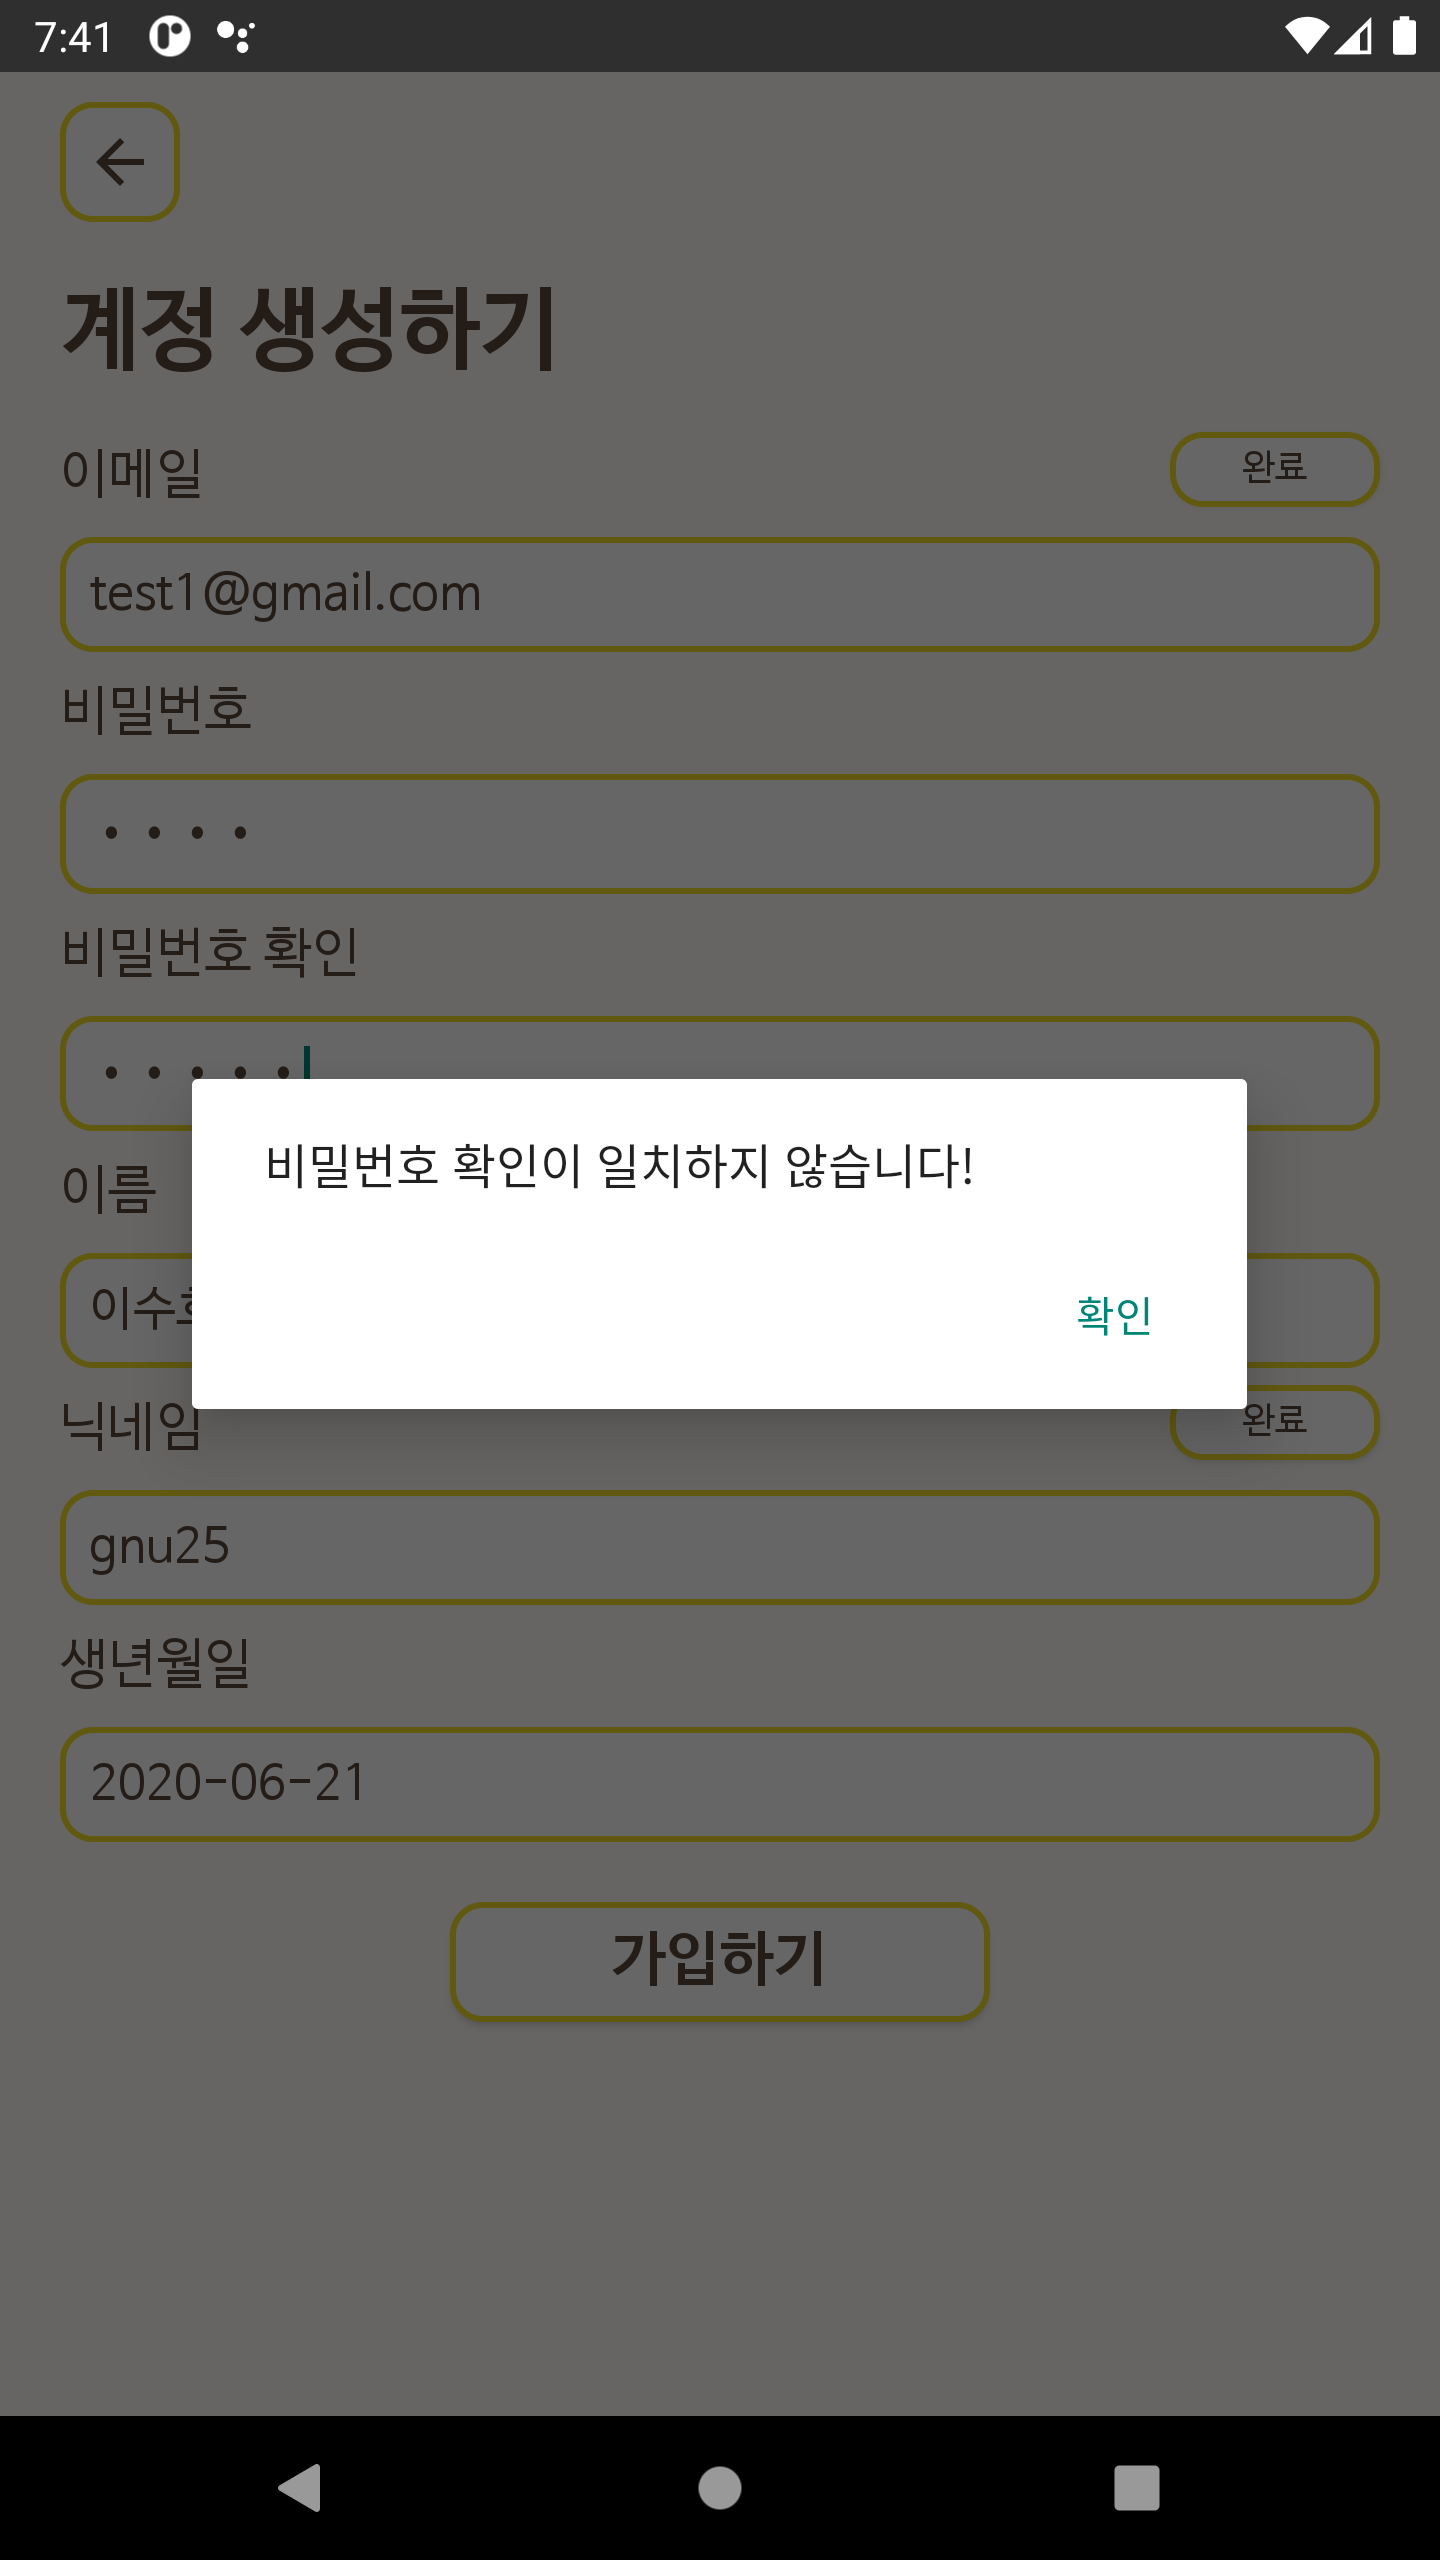 7:41
계정 생성하기
이메일
완료
test1@gmail.com
비밀번호
••••
비밀번호 확인
•••••
비밀번호 확인이 일치하지 않습니다!
확인
이름
이수
닉네임
완료
gnu25
생년월일
2020-06-21
가입하기